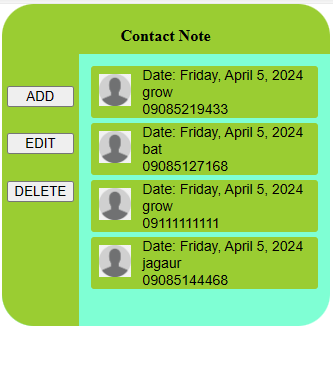 Contact Note
ADD
EDIT
DELETE
Date: Friday, April 5, 2024
grow
09085219433
Date: Friday, April 5, 2024
bat
09085127168
Date: Friday, April 5, 2024
grow
09111111111
Date: Friday, April 5, 2024
jagaur
09085144468